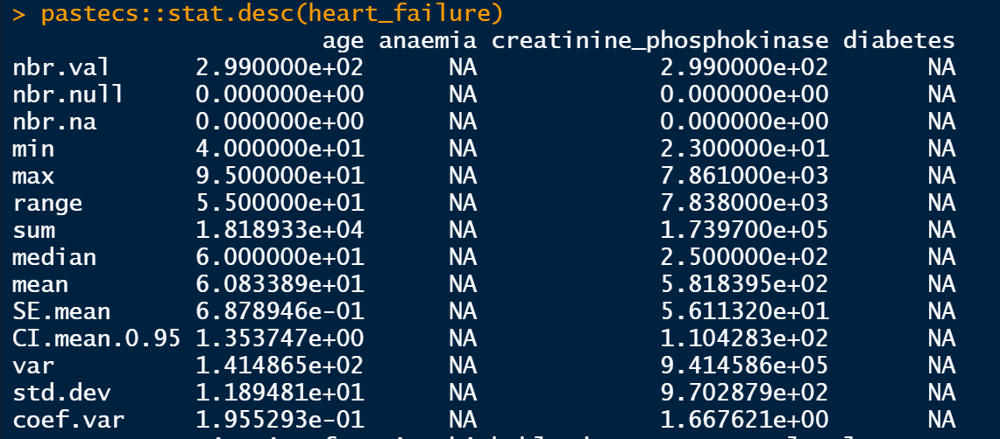 > pastecs::stat.desc(heart_failure)
age anaemia creatinine_phosphokinase diabetes
nbr.val 2.990000e+02 NA 2.990000e+02 NA
nbr.null 0.000000e+00 NA 0.000000e+00 NA
nbr.na 0.000000e+00 NA 0.000000e+00 NA
min 4.000000e+01 NA 2.300000e+01 NA
max 9.500000e+01 NA 7.861000e+03 NA
range 5.500000e+01 NA 7.838000e+03 NA
sum 1.818933e+04 NA 1.739700e+05 NA
median 6.000000e+01 NA 2.500000e+02 NA
mean 6.083389e+01 NA 5.818395e+02 NA
SE.mean 6.878946e-01 NA 5.611320e+01 NA
CI.mean.0.95 1.353747e+00 NA 1.104283e+02 NA
var 1.414865e+02 NA 9.414586e+05 NA
std.dev 1.189481e+01 NA 9.702879e+02 NA
coef.var 1.955293e-01 NA 1.667621e+00 NA